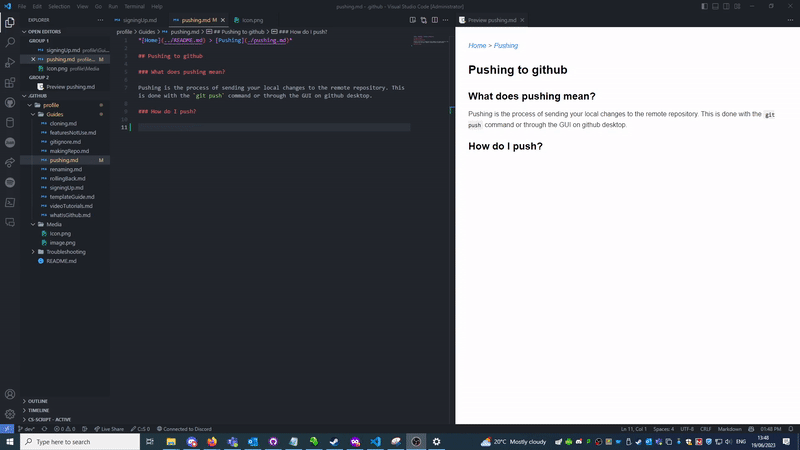 File Edit Selection View Go Run Terminal Help
pushing.md - github - Visual Studio Code [Administrator]
EXPLORER
signingUp.md
pushing.md M
Icon.png
Preview pushing.md
OPEN EDITORS
GROUP 1
signingUp.md profile\Gui...
pushing.md profile... M
Icon.png profile\Media
GROUP 2
Preview pushing.md
.GITHUB
profile
Guides
cloning.md
featuresNotUse.md
gitignore.md
makingRepo.md
pushing.md M
renaming.md
rollingBack.md
signingUp.md
templateGuide.md
videoTutorials.md
whatIsGithub.md
Media
Icon.png
image.png
Troubleshooting
README.md
OUTLINE
TIMELINE
CS-SCRIPT - ACTIVE
profile > Guides > pushing.md > ## Pushing to github > ### How do I push?
1 *[Home](../README.md) > [Pushing](./pushing.md)*
2
3 ## Pushing to github
4
5 ### What does pushing mean?
6
7 Pushing is the process of sending your local changes to the remote repository. This
is done with the `git push` command or through the GUI on github desktop.
8
9 ### How do I push?
10
11
Home > Pushing
Pushing to github
What does pushing mean?
Pushing is the process of sending your local changes to the remote repository. This is done with the git
push command or through the GUI on github desktop.
How do I push?
dev* 0 0 Live Share C/S: 0 Connected to Discord
Ln 11, Col 1 Spaces: 4 UTF-8 CRLF Markdown 01:48 PM
Type here to search
20°C Mostly cloudy
ENG
13:48
19/06/2023